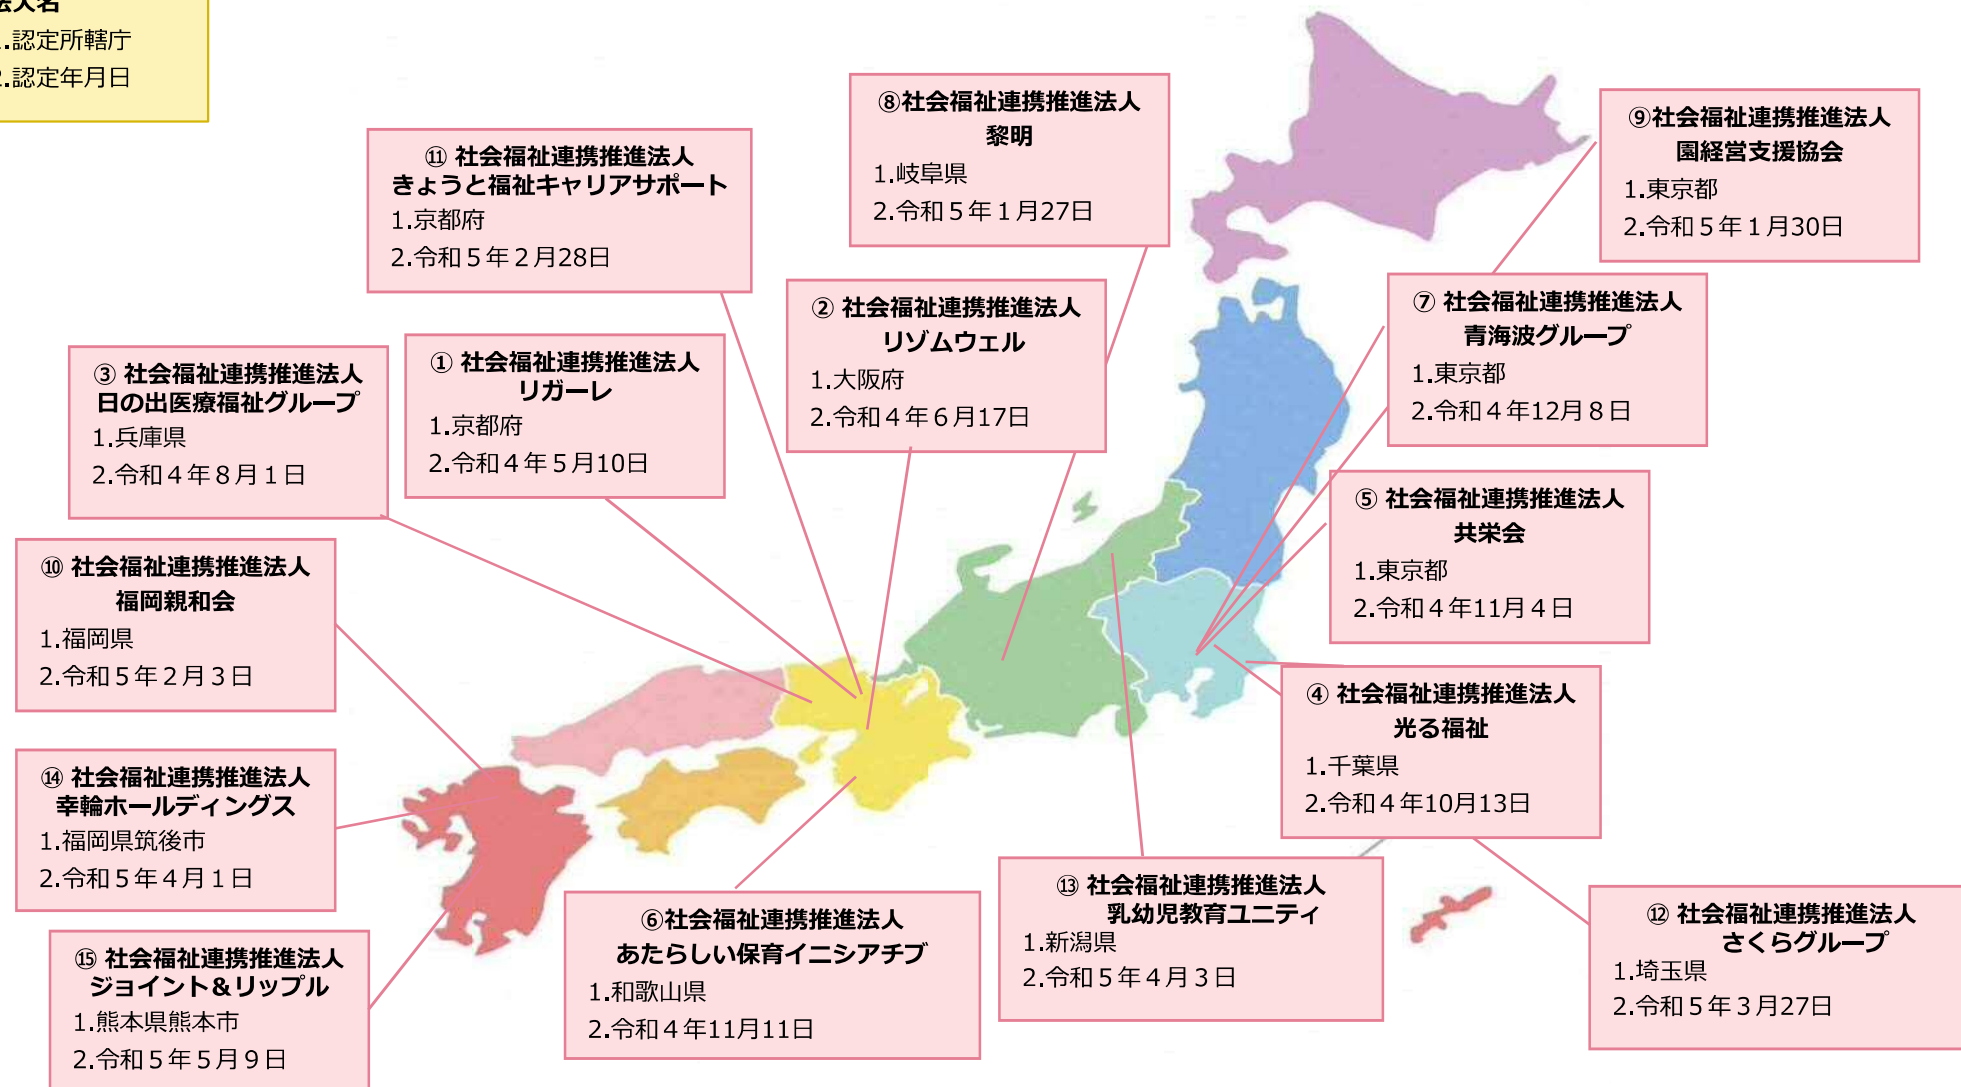 法人名
1.認定所轄庁
2.認定年月日
⑧社会福祉連携推進法人
黎明
1.岐阜県
2.令和５年１月27日
⑨社会福祉連携推進法人
園経営支援協会
1.東京都
2.令和５年１月30日
⑪ 社会福祉連携推進法人
きょうと福祉キャリアサポート
1.京都府
2.令和５年２月28日
② 社会福祉連携推進法人
リゾムウェル
1.大阪府
2.令和４年６月17日
⑦ 社会福祉連携推進法人
青海波グループ
1.東京都
2.令和４年12月８日
③ 社会福祉連携推進法人
日の出医療福祉グループ
1.兵庫県
2.令和４年８月１日
① 社会福祉連携推進法人
リガーレ
1.京都府
2.令和４年５月10日
⑤ 社会福祉連携推進法人
共栄会
1.東京都
2.令和４年11月４日
⑩ 社会福祉連携推進法人
福岡親和会
1.福岡県
2.令和５年２月３日
④ 社会福祉連携推進法人
光る福祉
1.千葉県
2.令和４年10月13日
⑭ 社会福祉連携推進法人
幸輪ホールディングス
1.福岡県筑後市
2.令和５年４月１日
⑥社会福祉連携推進法人
あたらしい保育イニシアチブ
1.和歌山県
2.令和４年11月11日
⑬ 社会福祉連携推進法人
乳幼児教育ユニティ
1.新潟県
2.令和５年４月３日
⑫ 社会福祉連携推進法人
さくらグループ
1.埼玉県
2.令和５年３月27日
⑮ 社会福祉連携推進法人
ジョイント＆リップル
1.熊本県熊本市
2.令和５年５月９日